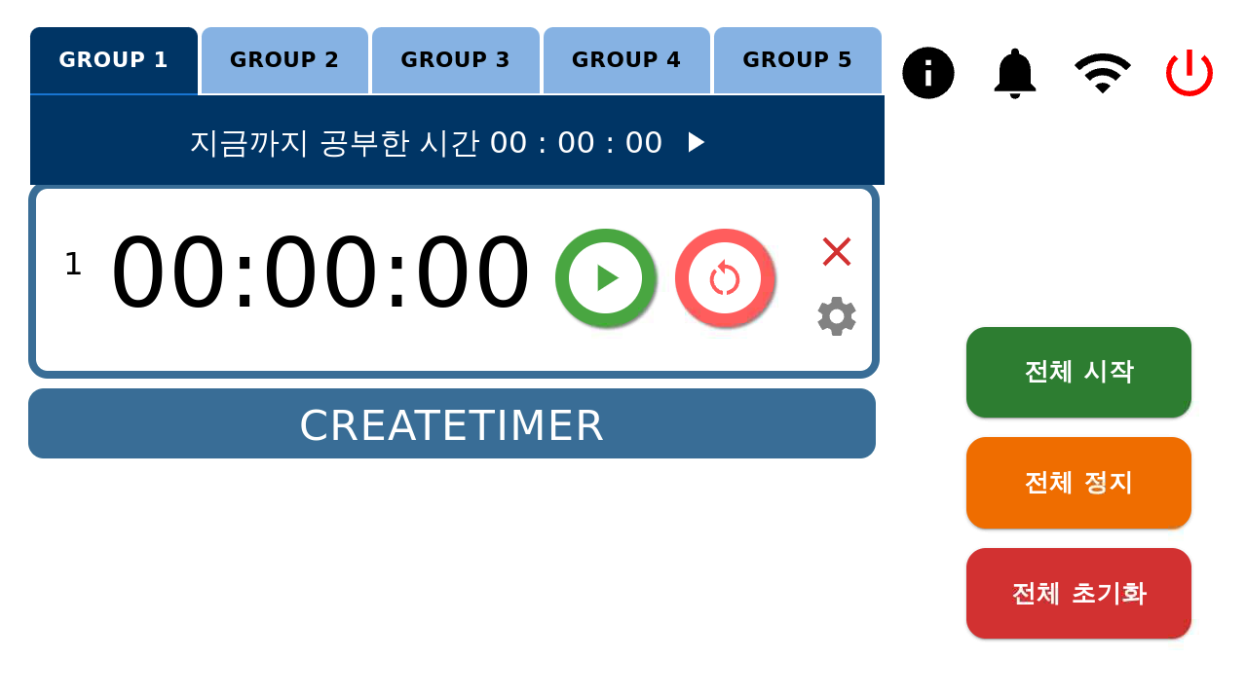 GROUP 1 GROUP 2 GROUP 3 GROUP 4 GROUP 5
지금까지 공부한 시간 00 : 00 : 00
1 00:00:00
CREATETIMER
전체 시작
전체 정지
전체 초기화